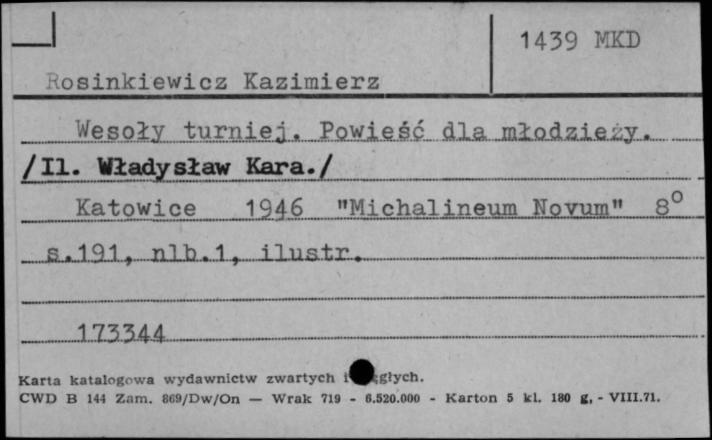 1439 MKD
Rosinkiewicz Kazimierz
Wesoły turniej. Powieść dla młodzieży.
/Il. Władysław Kara./
Katowice 1946 "Michalineum Novum" 8°
s.191, nlb.1, ilustr.
173344
Karta katalogowa wydawnictw zwartych i
CWD B 144 Zam. 869/Dw/On — Wrak 719 - 6.520.000 - Karton 5 kl. 180 g, - VIII.71.